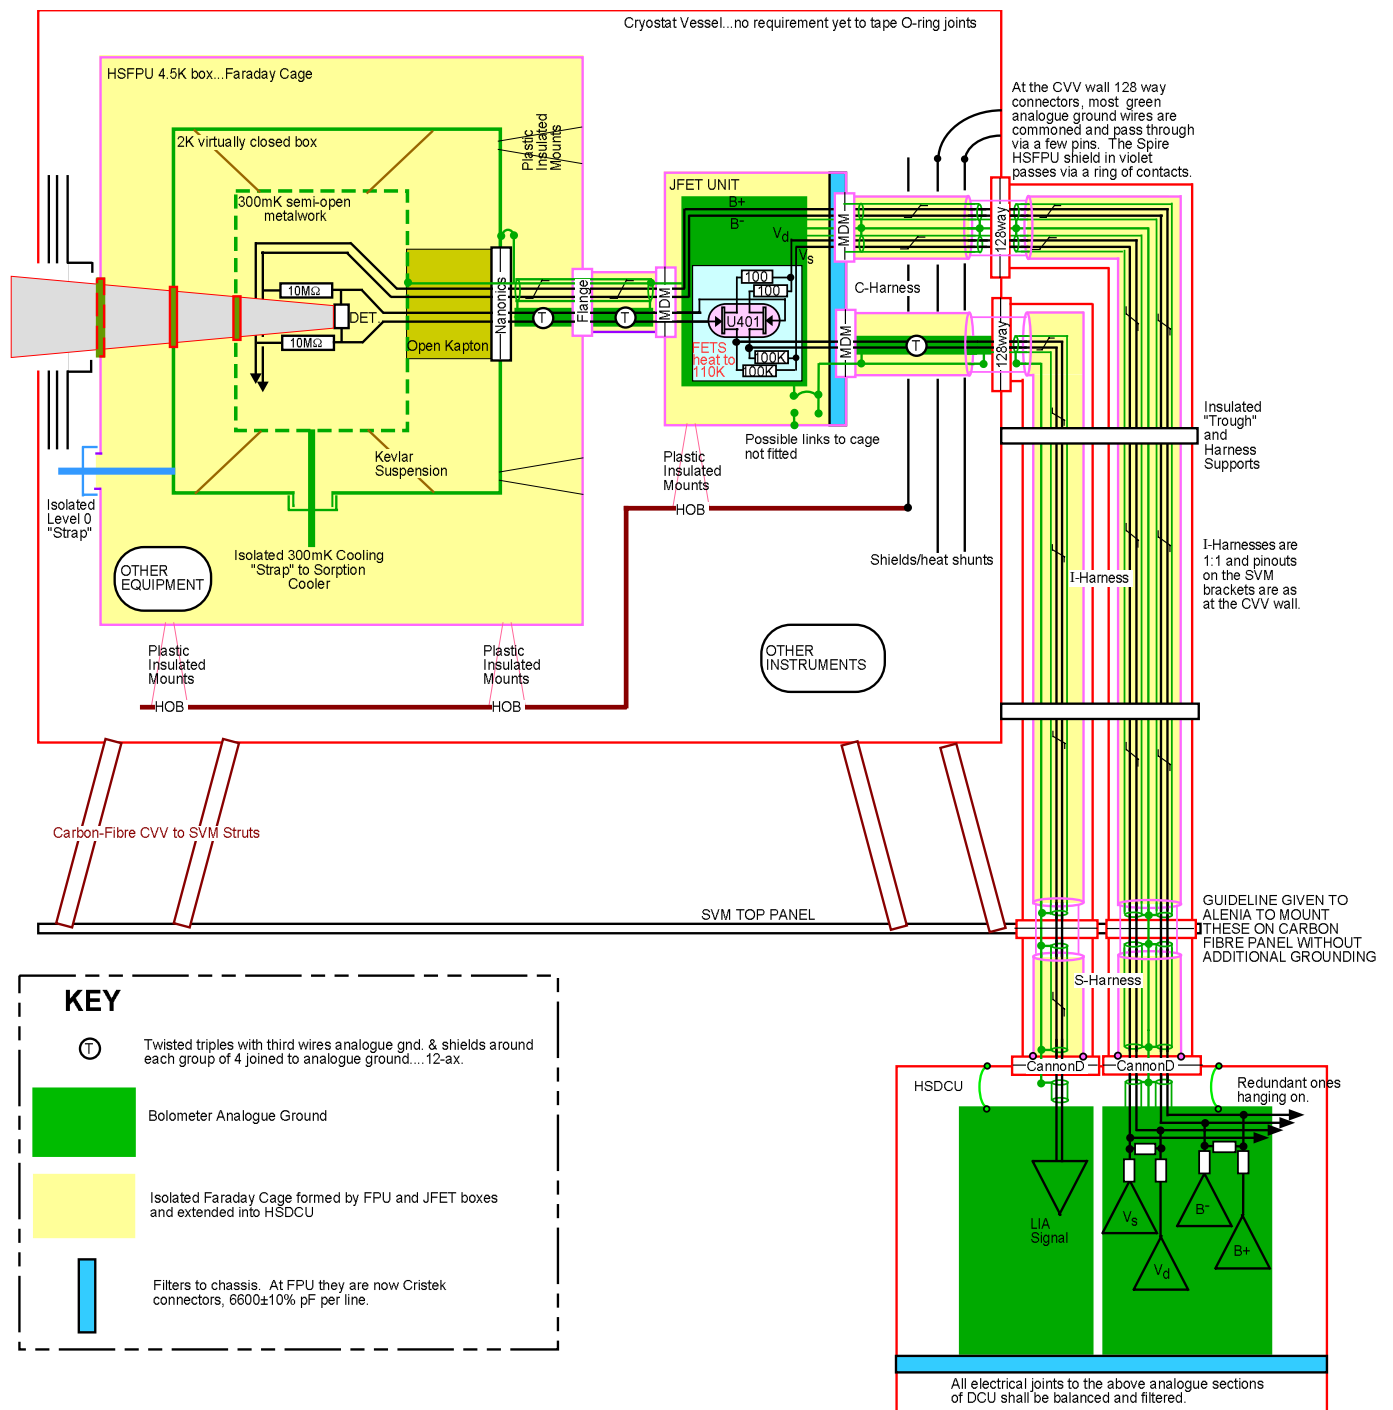 Cryostat Vessel...no requirement yet to tape O-ring joints
HSFPU 4.5K box...Faraday Cage
At the CVV wall 128 way
connectors, most green
analogue ground wires are
commoned and pass through
via a few pins. The Spire
HSFPU shield in violet
passes via a ring of contacts.
2K virtually closed box
Plastic
Insulated
Mounts
300mK semi-open
metalwork
JFET UNIT
B+
B-
Vd
Vs
MDM
128way
C-Harness
10MΩ
DET
10MΩ
Open Kapton
Nanonics
T
Flange
T
MDM
100
100
U401
FETS
heat to
110K
100K
100K
MDM
T
128way
Possible links to cage
not fitted
Insulated
"Trough"
and
Harness
Supports
Kevlar
Suspension
Plastic
Insulated
Mounts
HOB
Isolated
Level 0
"Strap"
Isolated 300mK Cooling
"Strap" to Sorption
Cooler
Shields/heat shunts
OTHER
EQUIPMENT
I-Harness
I-Harnesses are
1:1 and pinouts
on the SVM
brackets are as
at the CVV wall.
Plastic
Insulated
Mounts
HOB
Plastic
Insulated
Mounts
HOB
OTHER
INSTRUMENTS
Carbon-Fibre CVV to SVM Struts
SVM TOP PANEL
GUIDELINE GIVEN TO
ALENIA TO MOUNT
THESE ON CARBON
FIBRE PANEL WITHOUT
ADDITIONAL GROUNDING
S-Harness
KEY
T
Twisted triples with third wires analogue gnd. & shields around
each group of 4 joined to analogue ground....12-ax.
Bolometer Analogue Ground
Isolated Faraday Cage formed by FPU and JFET boxes
and extended into HSDCU
Filters to chassis. At FPU they are now Cristek
connectors, 6600±10% pF per line.
CannonD
CannonD
HSDCU
Redundant ones
hanging on.
LIA
Signal
Vs
Vd
B-
B+
All electrical joints to the above analogue sections
of DCU shall be balanced and filtered.